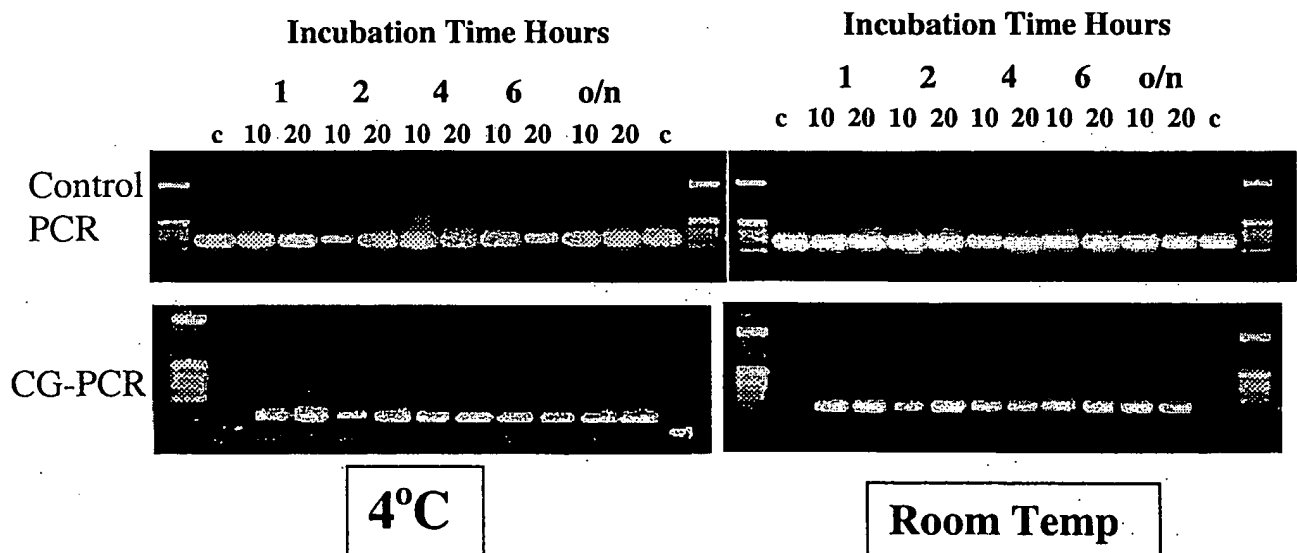 Incubation Time Hours
1 2 4 6 o/n
c 10 20 10 20 10 20 10 20 10 20 c
Incubation Time Hours
1 2 4 6 o/n
c 10 20 10 20 10 20 10 20 10 20 c
Control
PCR
CG-PCR
4°C
Room Temp